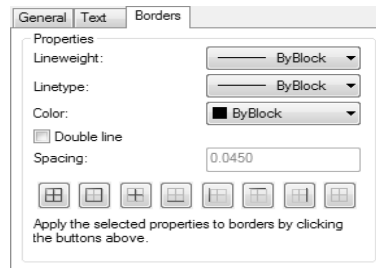 General Text Borders
Properties
Lineweight: ByBlock
Linetype: ByBlock
Color: ByBlock
Double line
Spacing: 0.0450
Apply the selected properties to borders by clicking
the buttons above.